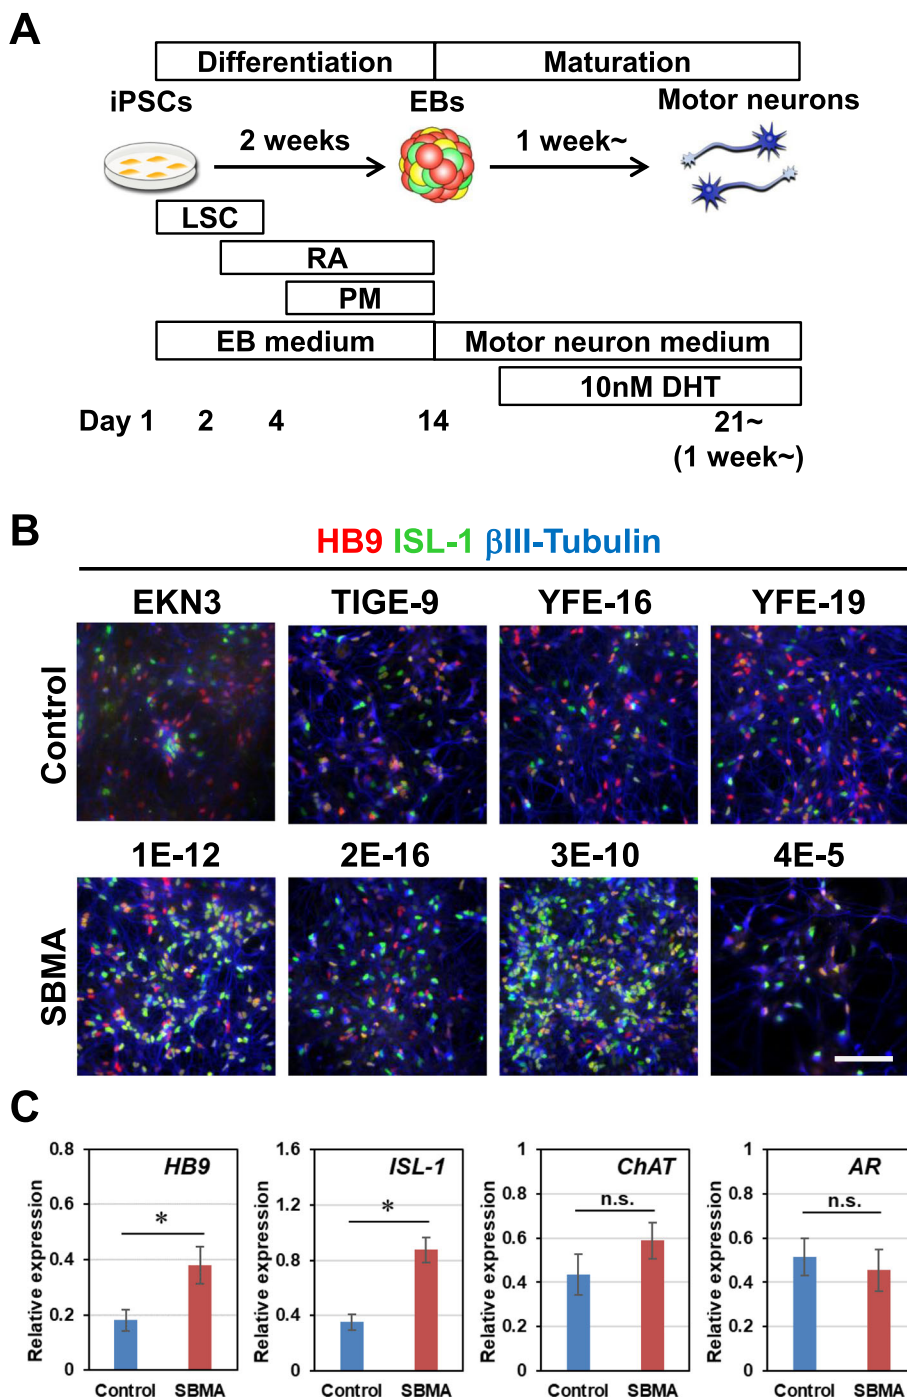 A
Differentiation Maturation
iPSCs EBs Motor neurons
2 weeks 1 week~
LSC
RA
PM
EB medium Motor neuron medium
10nM DHT
Day 1 2 4 14 21~
(1 week~)
B
HB9 ISL-1 βIII-Tubulin
EKN3 TIGE-9 YFE-16 YFE-19
Control
1E-12 2E-16 3E-10 4E-5
SBMA
C
HB9
Relative expression
0.8
0.6
0.4
0.2
0
*
Control SBMA
ISL-1
Relative expression
1.6
1.2
0.8
0.4
0
*
Control SBMA
ChAT
Relative expression
1
0.8
0.6
0.4
0.2
0
n.s.
Control SBMA
AR
Relative expression
1
0.8
0.6
0.4
0.2
0
n.s.
Control SBMA